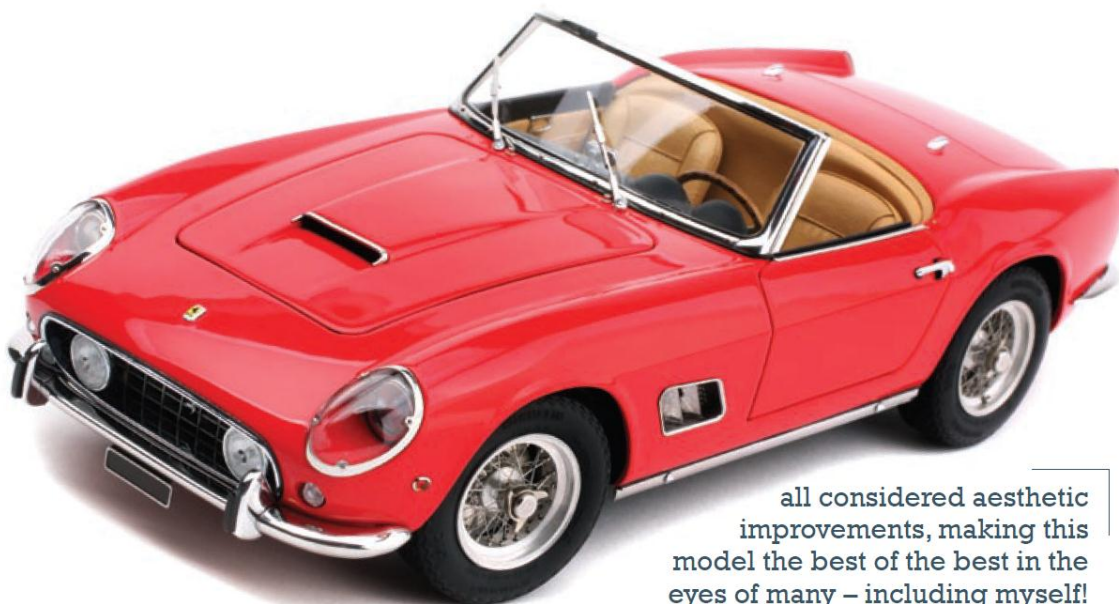 all considered aesthetic
improvements, making this
model the best of the best in the
eyes of many – including myself!